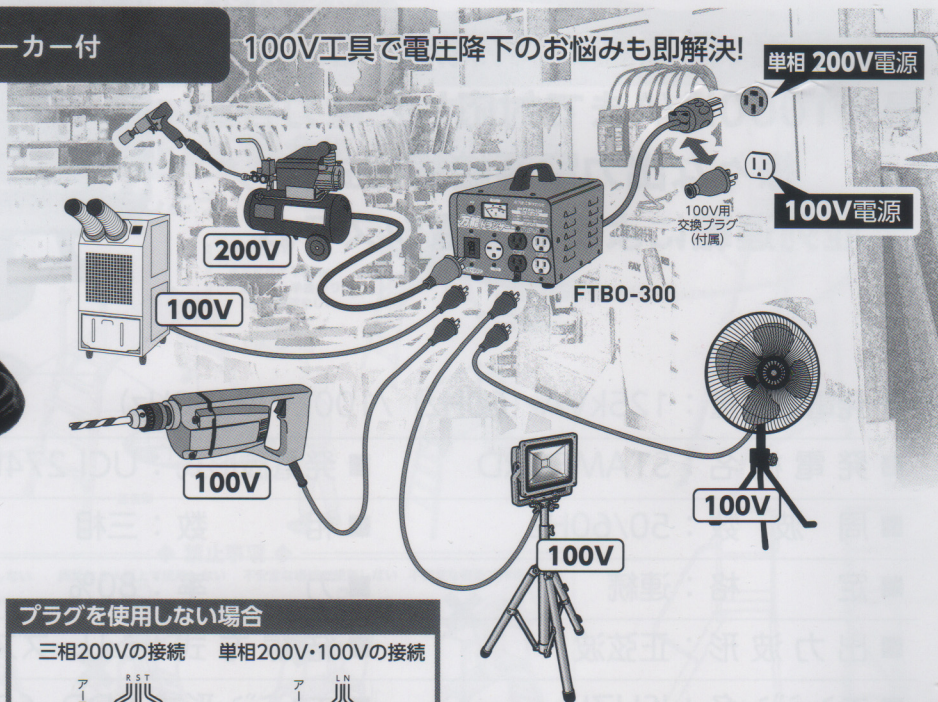 ーカー付
100V工具で電圧降下のお悩みも即解決!
単相 200V電源
100V電源
100V用
交換プラグ
(付属)
200V
100V
FTBO-300
100V
100V
100V
プラグを使用しない場合
三相200Vの接続
単相200V・100Vの接続
R S T
L N
アー
アー